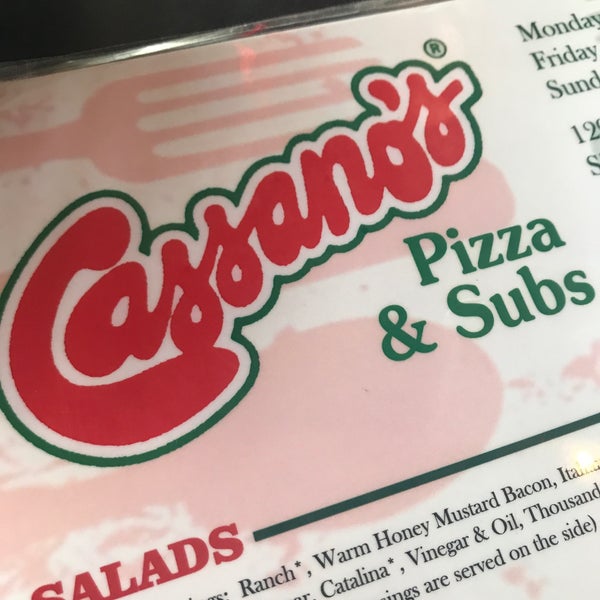 Cassano's®
Pizza
& Subs
Monday
Friday
Sund
SALADS
Ranch*, Warm Honey Mustard Bacon,
Catalina*, Vinegar & Oil, Thousand
are served on the side)